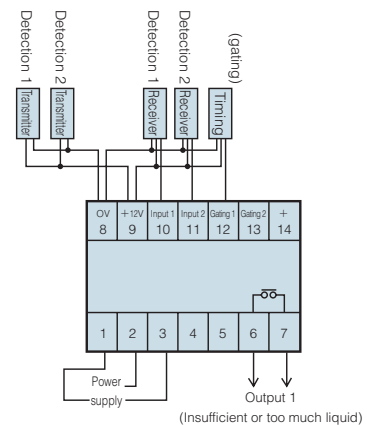 Detection 1
Detection 2
Detection 1
Detection 2
(gating)
Transmitter
Transmitter
Receiver
Receiver
Timing
OV
+12V
Input 1
Input 2
Gating 1
Gating 2
+
8
9
10
11
12
13
14
1
2
3
4
5
6
7
Power
supply
Output 1
(Insufficient or too much liquid)